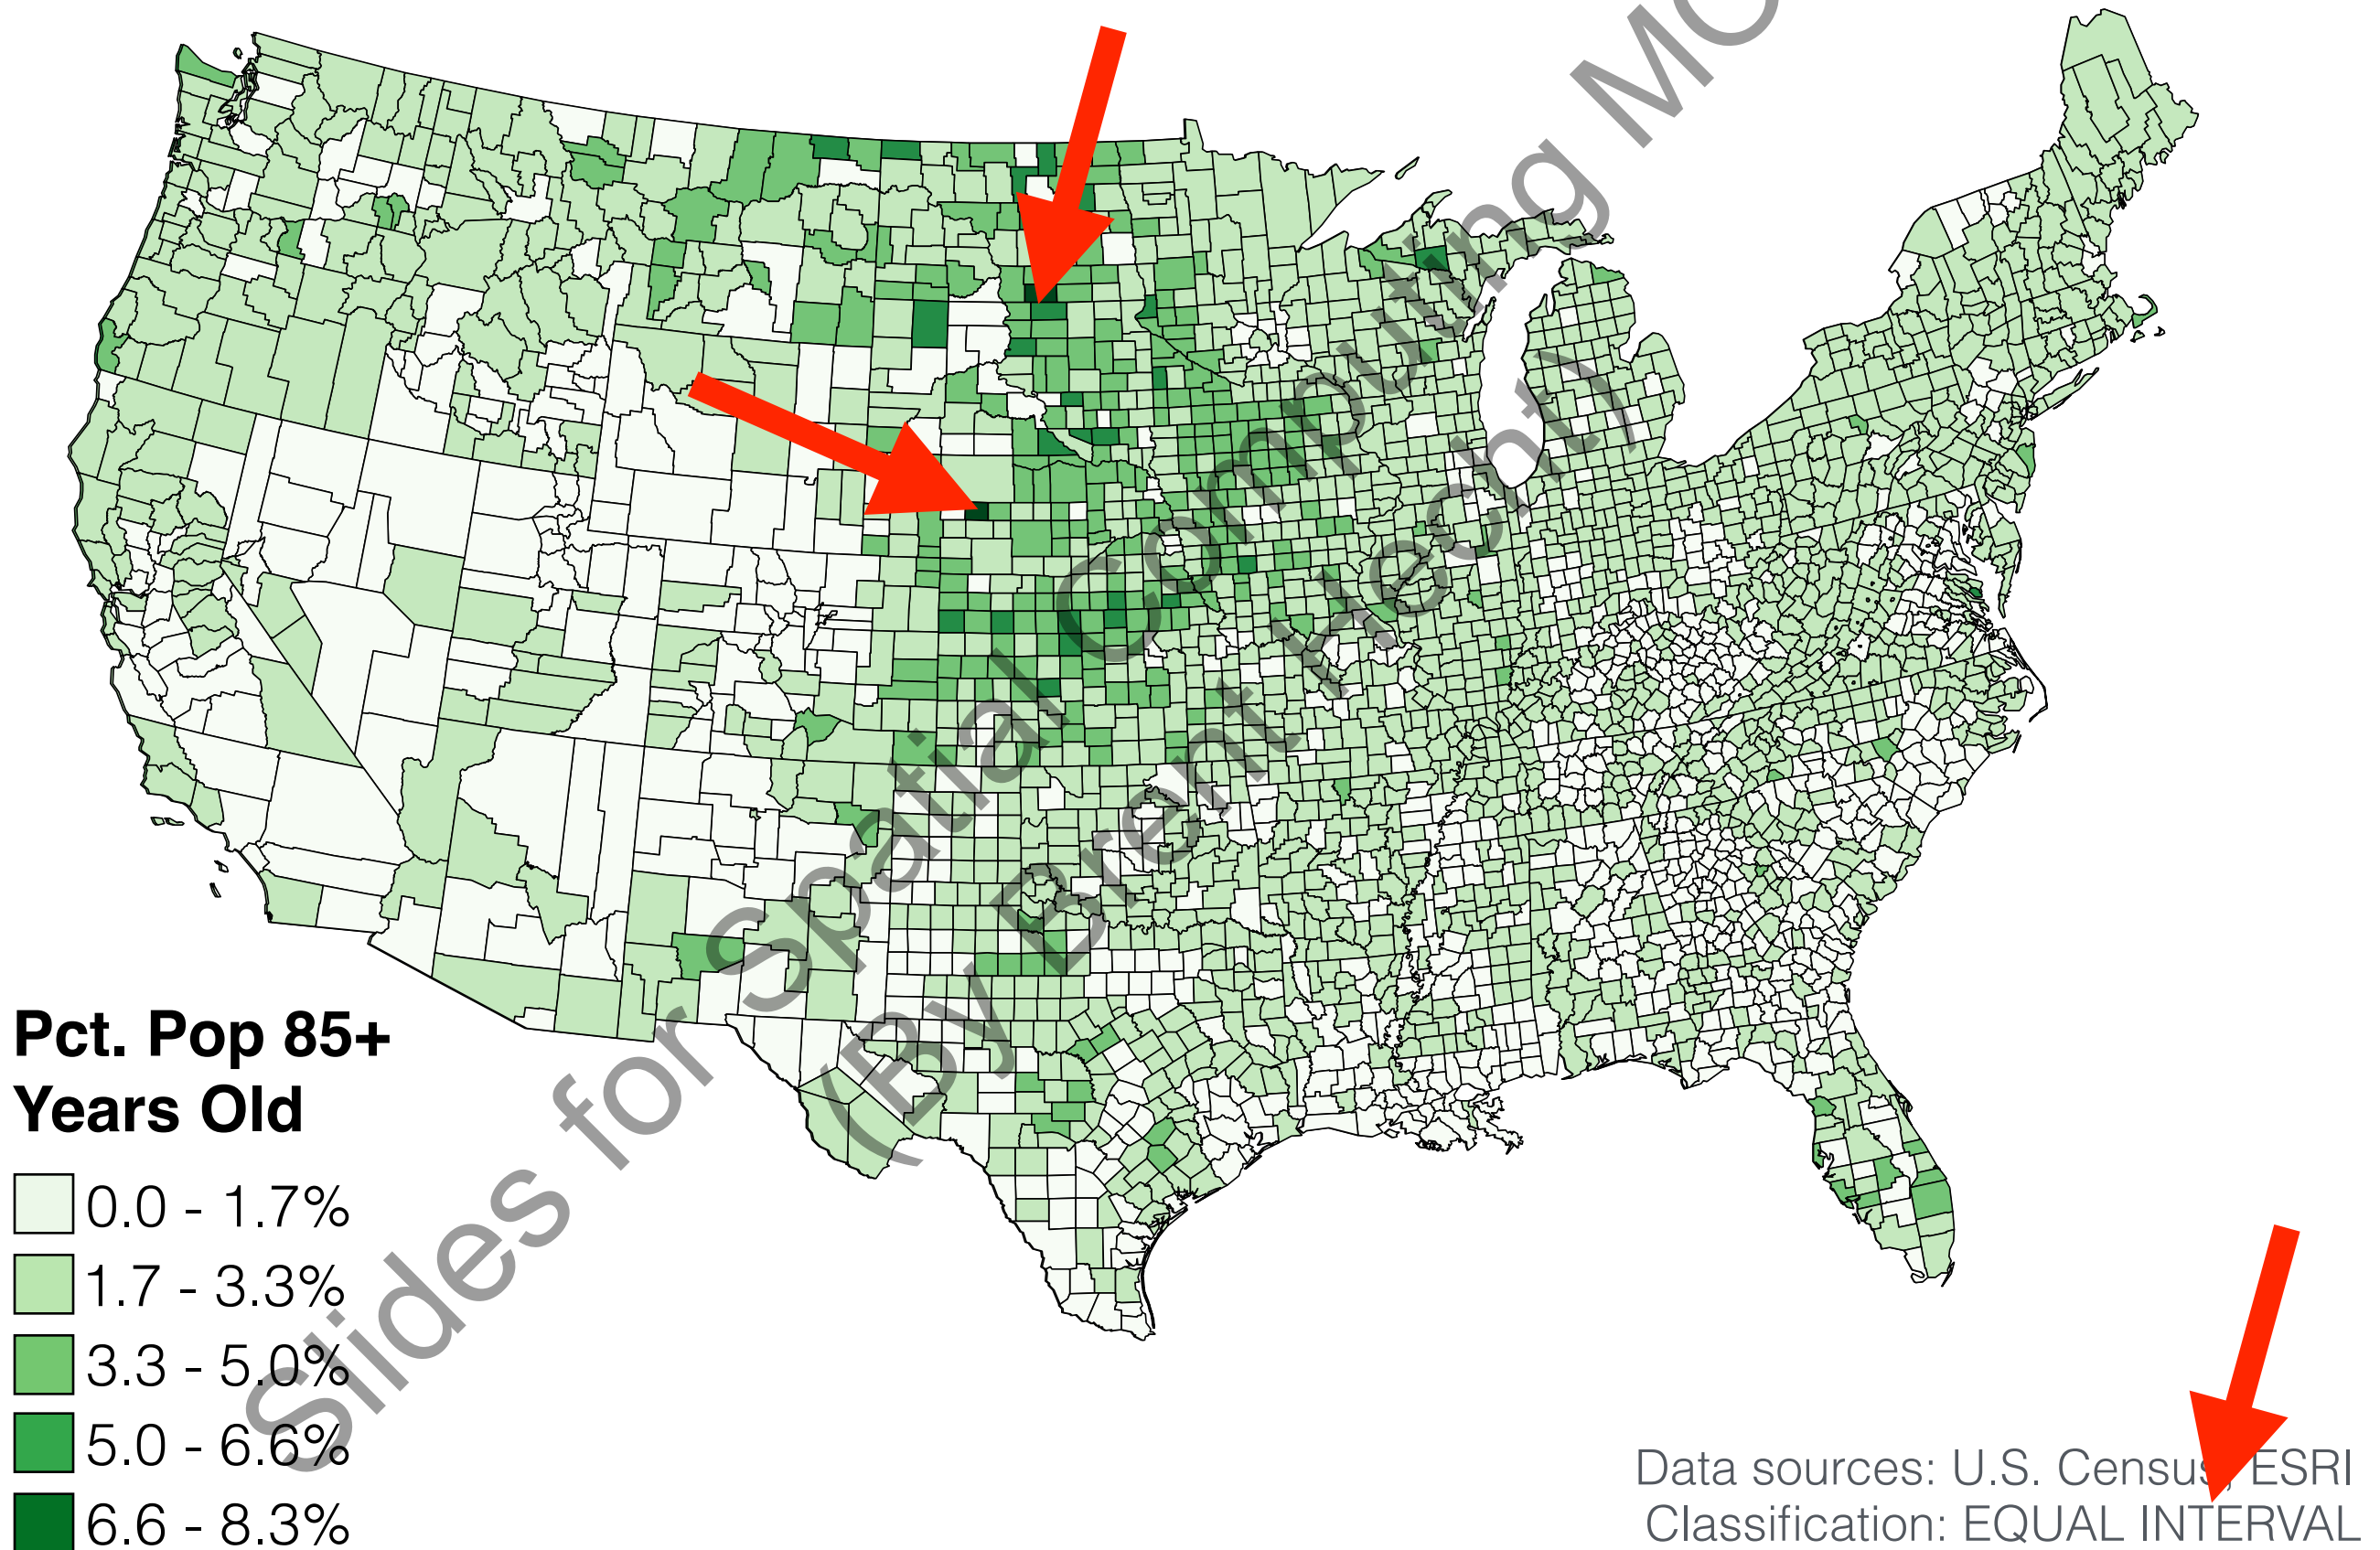 Slides for Spatial Computing MO
(By Brent Hecht)
Pct. Pop 85+
Years Old
0.0 - 1.7%
1.7 - 3.3%
3.3 - 5.0%
5.0 - 6.6%
6.6 - 8.3%
Data sources: U.S. Census, ESRI
Classification: EQUAL INTERVAL